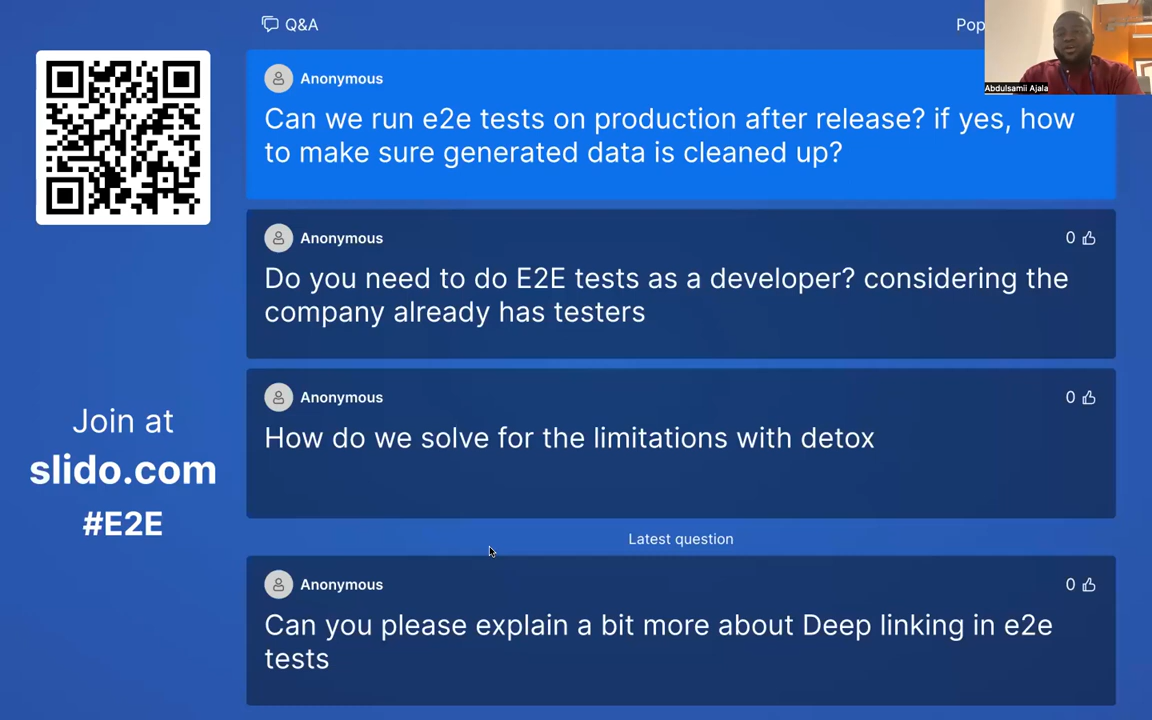 Q&A
Pop
Abdulsamii Ajala
Anonymous
Can we run e2e tests on production after release? if yes, how
to make sure generated data is cleaned up?
Anonymous
0
Do you need to do E2E tests as a developer? considering the
company already has testers
Anonymous
0
How do we solve for the limitations with detox
Join at
slido.com
#E2E
Latest question
Anonymous
0
Can you please explain a bit more about Deep linking in e2e
tests